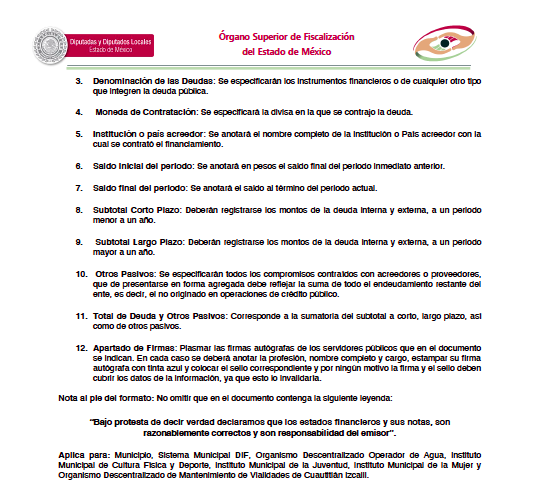 Diputadas y Diputados Locales
Estado de México
Órgano Superior de Fiscalización
del Estado de México
3. Denominación de las Deudas: Se especificarán los instrumentos financieros o de cualquier otro tipo
que integren la deuda pública.
4. Moneda de Contratación: Se especificará la divisa en la que se contrajo la deuda.
5. Institución o país acreedor: Se anotará el nombre completo de la Institución o País acreedor con la
cual se contrató el financiamiento.
6. Saldo inicial del periodo: Se anotará en pesos el saldo final del periodo inmediato anterior.
7. Saldo final del periodo: Se anotará el saldo al término del periodo actual.
8. Subtotal Corto Plazo: Deberán registrarse los montos de la deuda interna y externa, a un periodo
menor a un año.
9. Subtotal Largo Plazo: Deberán registrarse los montos de la deuda interna y externa, a un periodo
mayor a un año.
10. Otros Pasivos: Se especificarán todos los compromisos contraídos con acreedores o proveedores,
que de presentarse en forma agregada debe reflejar la suma de todo el endeudamiento restante del
ente, es decir, el no originado en operaciones de crédito público.
11. Total de Deuda y Otros Pasivos: Corresponde a la sumatoria del subtotal a corto, largo plazo, así
como de otros pasivos.
12. Apartado de Firmas: Plasmar las firmas autógrafas de los servidores públicos que en el documento
se indican. En cada caso se deberá anotar la profesión, nombre completo y cargo, estampar su firma
autógrafa con tinta azul y colocar el sello correspondiente y por ningún motivo la firma y el sello deben
cubrir los datos de la información, ya que esto lo invalidaría.
Nota al pie del formato: No omitir que en el documento contenga la siguiente leyenda:
"Bajo protesta de decir verdad declaramos que los estados financieros y sus notas, son
razonablemente correctos y son responsabilidad del emisor".
Aplica para: Municipio, Sistema Municipal DIF, Organismo Descentralizado Operador de Agua, Instituto
Municipal de Cultura Física y Deporte, Instituto Municipal de la Juventud, Instituto Municipal de la Mujer y
Organismo Descentralizado de Mantenimiento de Vialidades de Cuautitlán Izcalli.